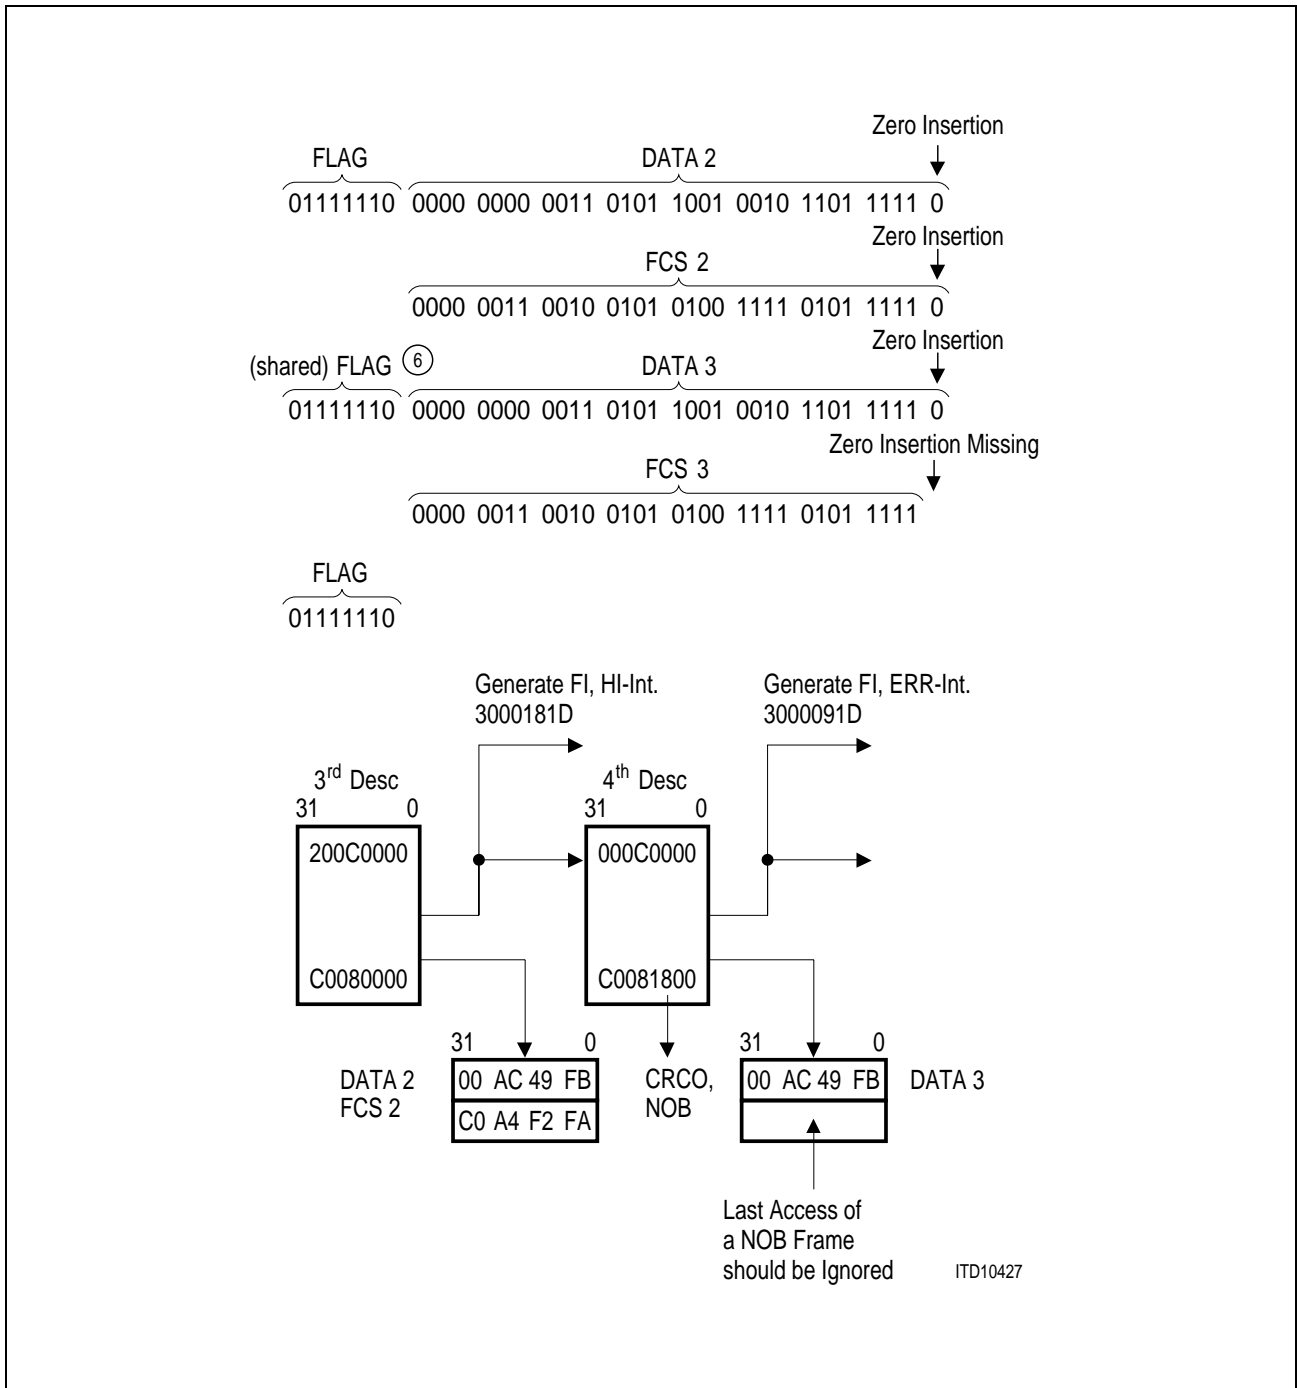 Zero Insertion
FLAG DATA 2
01111110 0000 0000 0011 0101 1001 0010 1101 1111 0
Zero Insertion
FCS 2
0000 0011 0010 0101 0100 1111 0101 1111 0
Zero Insertion
(shared) FLAG 6 DATA 3
01111110 0000 0000 0011 0101 1001 0010 1101 1111 0
Zero Insertion Missing
FCS 3
0000 0011 0010 0101 0100 1111 0101 1111
FLAG
01111110
Generate FI, HI-Int.
3000181D
Generate FI, ERR-Int.
3000091D
3rd Desc
31 0
200C0000
C0080000
4th Desc
31 0
000C0000
C0081800
31 0
DATA 2 00 AC 49 FB
FCS 2 C0 A4 F2 FA
CRCO,
NOB
31 0
00 AC 49 FB DATA 3
Last Access of
a NOB Frame
should be Ignored
ITD10427